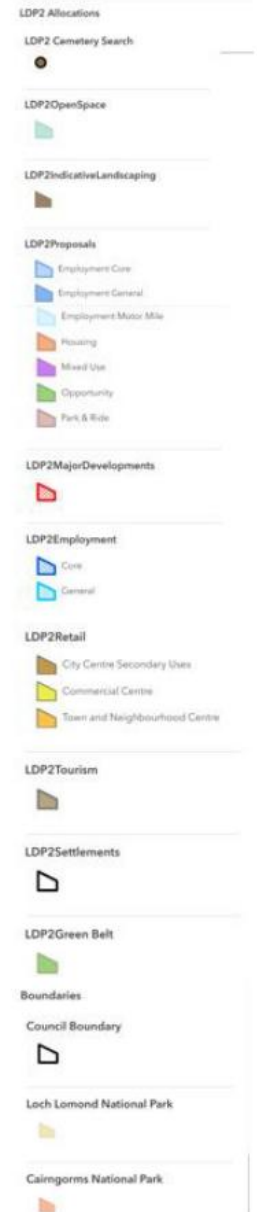 LDP2 Allocations
LDP2 Cemetery Search
LDP2OpenSpace
LDP2IndicativeLandscaping
LDP2Proposals
Employment Core
Employment General
Employment Motor Mile
Housing
Mixed Use
Opportunity
Park & Ride
LDP2MajorDevelopments
LDP2Employment
Core
General
LDP2Retail
City Centre Secondary Uses
Commercial Centre
Town and Neighbourhood Centre
LDP2Tourism
LDP2Settlements
LDP2Green Belt
Boundaries
Council Boundary
Loch Lomond National Park
Cairngorms National Park